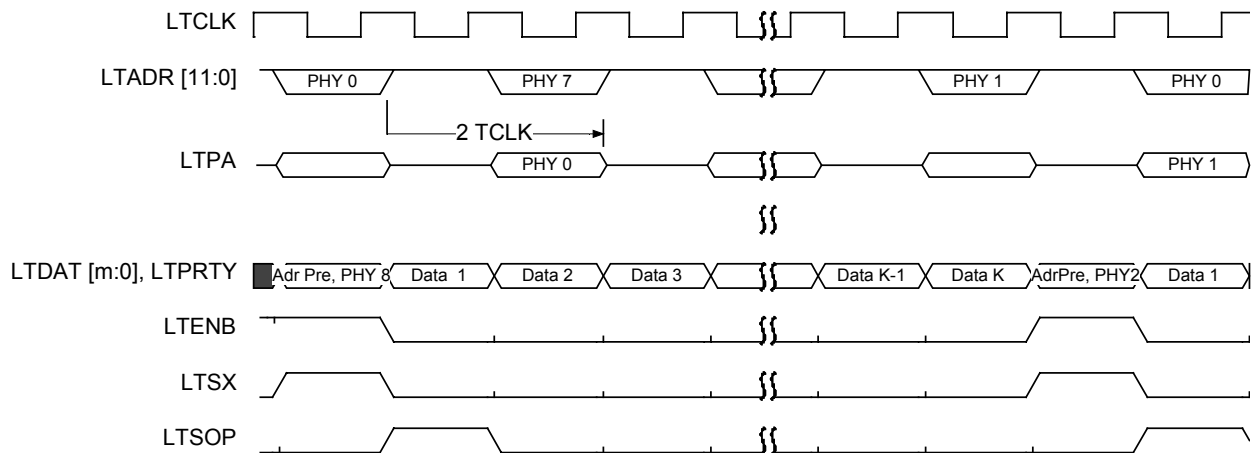 LTCLK
LTADR [11:0] PHY 0 PHY 7 PHY 1 PHY 0
2 TCLK
LTPA PHY 0 PHY 1
LTDAT [m:0], LTPRTY Adr Pre, PHY 8 Data 1 Data 2 Data 3 Data K-1 Data K AdrPre, PHY2 Data 1
LTENB
LTSX
LTSOP